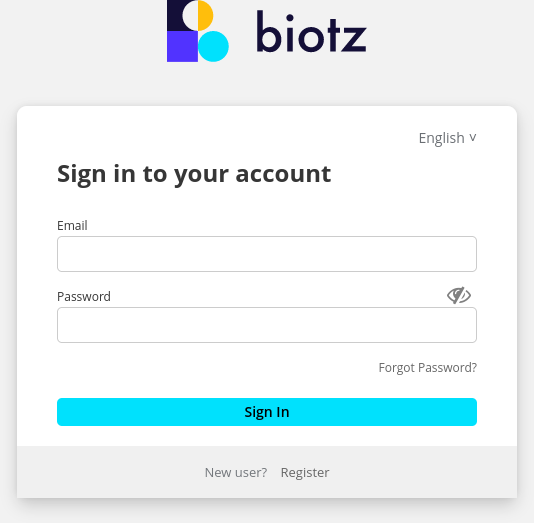 biotz
English ˅
Sign in to your account
Email
Password
Forgot Password?
Sign In
New user? Register